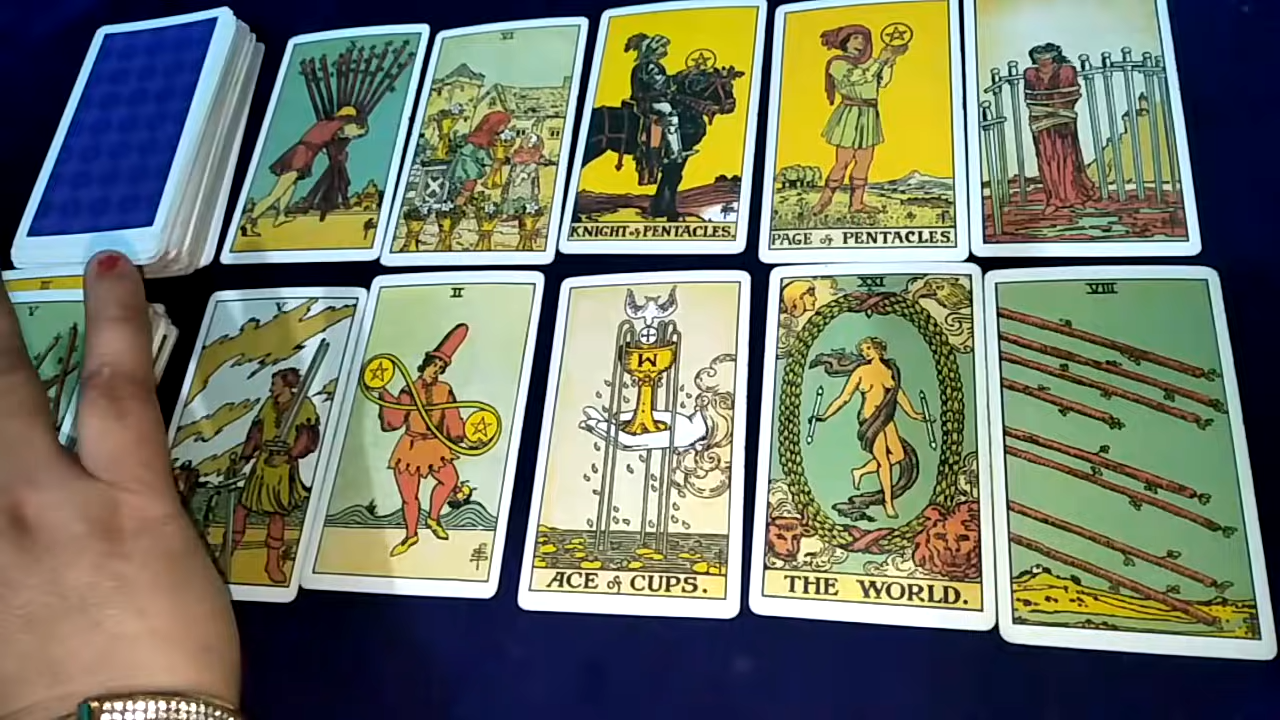 VI
KNIGHT of PENTACLES.
PAGE of PENTACLES.
V
V
II
ACE of CUPS.
XXI
THE WORLD.
VIII